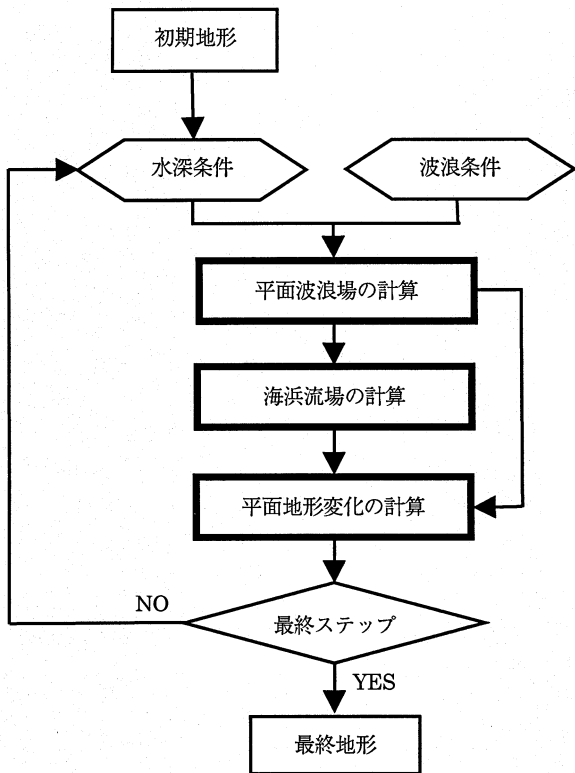 初期地形
水深条件
波浪条件
平面波浪場の計算
海浜流場の計算
平面地形変化の計算
最終ステップ
NO
YES
最終地形